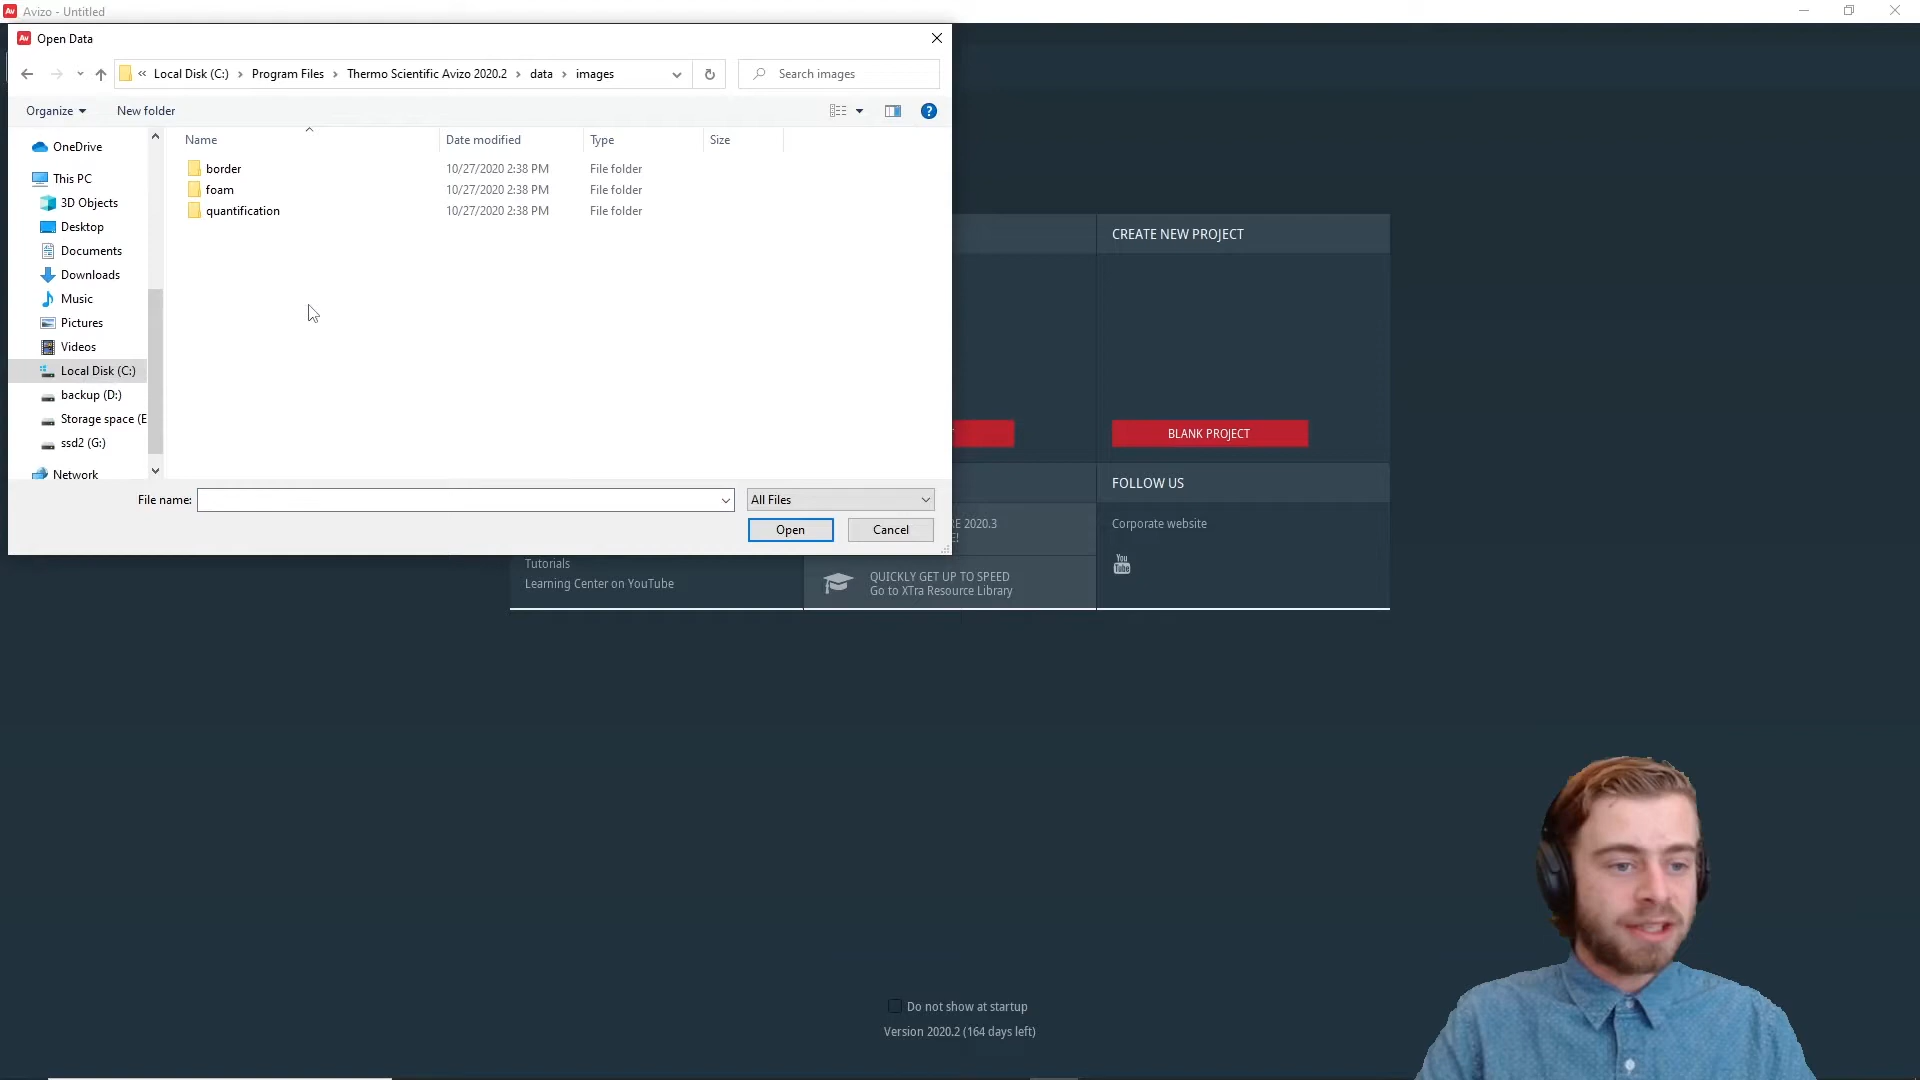 Av Avizo - Untitled
Av Open Data
« Local Disk (C:) › Program Files › Thermo Scientific Avizo 2020.2 › data › images
Search images
Organize
New folder
?
Name Date modified Type Size
border 10/27/2020 2:38 PM File folder
foam 10/27/2020 2:38 PM File folder
quantification 10/27/2020 2:38 PM File folder
OneDrive
This PC
3D Objects
Desktop
Documents
Downloads
Music
Pictures
Videos
Local Disk (C:)
backup (D:)
Storage space (E
ssd2 (G:)
Network
File name:
All Files
Open
Cancel
CREATE NEW PROJECT
BLANK PROJECT
FOLLOW US
Corporate website
You
Tube
E 2020.3
E!
QUICKLY GET UP TO SPEED
Go to XTra Resource Library
Tutorials
Learning Center on YouTube
Do not show at startup
Version 2020.2 (164 days left)